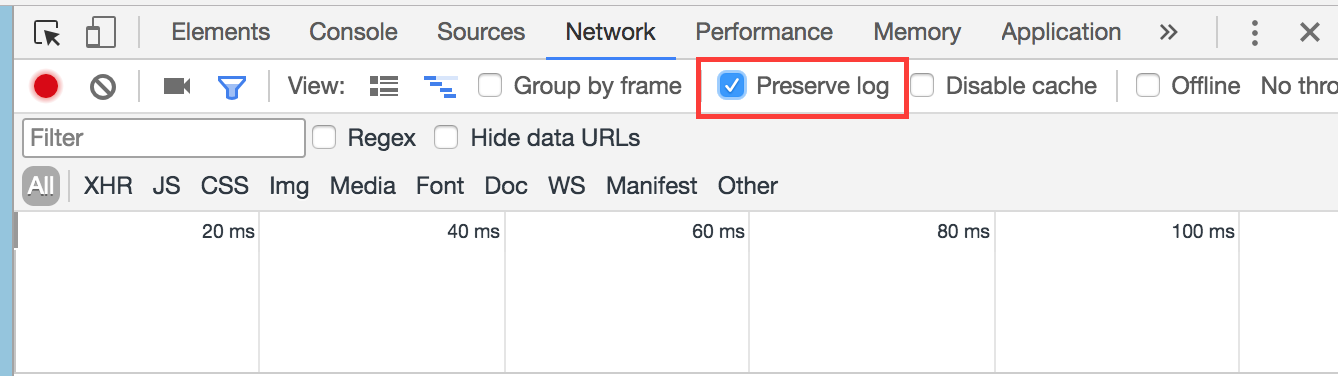 Elements Console Sources Network Performance Memory Application »
View: Group by frame Preserve log Disable cache Offline No thro
Filter Regex Hide data URLs
All XHR JS CSS Img Media Font Doc WS Manifest Other
20 ms 40 ms 60 ms 80 ms 100 ms